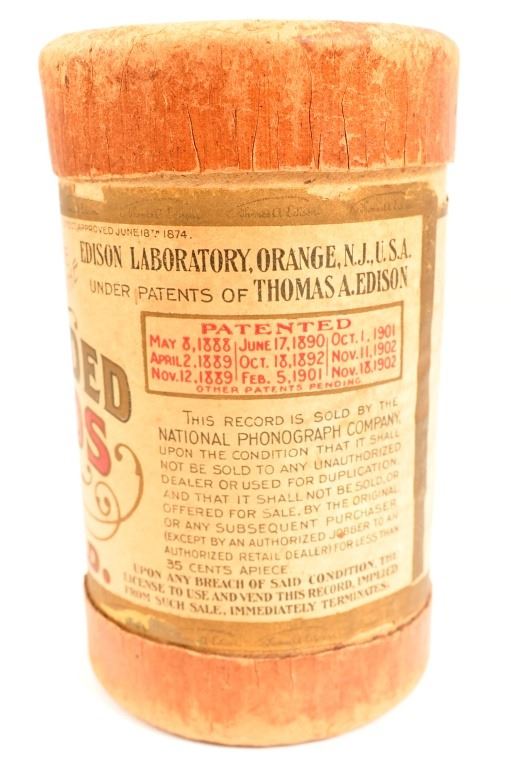 Thomas A. Edison
APPROVED JUNE 18TH 1874.
EDISON LABORATORY, ORANGE, N.J., U.S.A.
UNDER PATENTS OF THOMAS A. EDISON
DED
DS
D.
PATENTED
MAY 8, 1888 JUNE 17, 1890 OCT. 1, 1901
APRIL 2, 1889 OCT. 18, 1892 NOV. 11, 1902
NOV. 12, 1889 FEB. 5, 1901 NOV. 18, 1902
OTHER PATENTS PENDING
THIS RECORD IS SOLD BY THE
NATIONAL PHONOGRAPH COMPANY,
UPON THE CONDITION THAT IT SHALL
NOT BE SOLD TO ANY UNAUTHORIZED
DEALER OR USED FOR DUPLICATION,
AND THAT IT SHALL NOT BE SOLD, OR
OFFERED FOR SALE, BY THE ORIGINAL,
OR ANY SUBSEQUENT PURCHASER
(EXCEPT BY AN AUTHORIZED JOBBER TO AN
AUTHORIZED RETAIL DEALER) FOR LESS THAN
35 CENTS APIECE.
UPON ANY BREACH OF SAID CONDITION, THE
LICENSE TO USE AND VEND THIS RECORD, IMPLIED
FROM SUCH SALE, IMMEDIATELY TERMINATES.